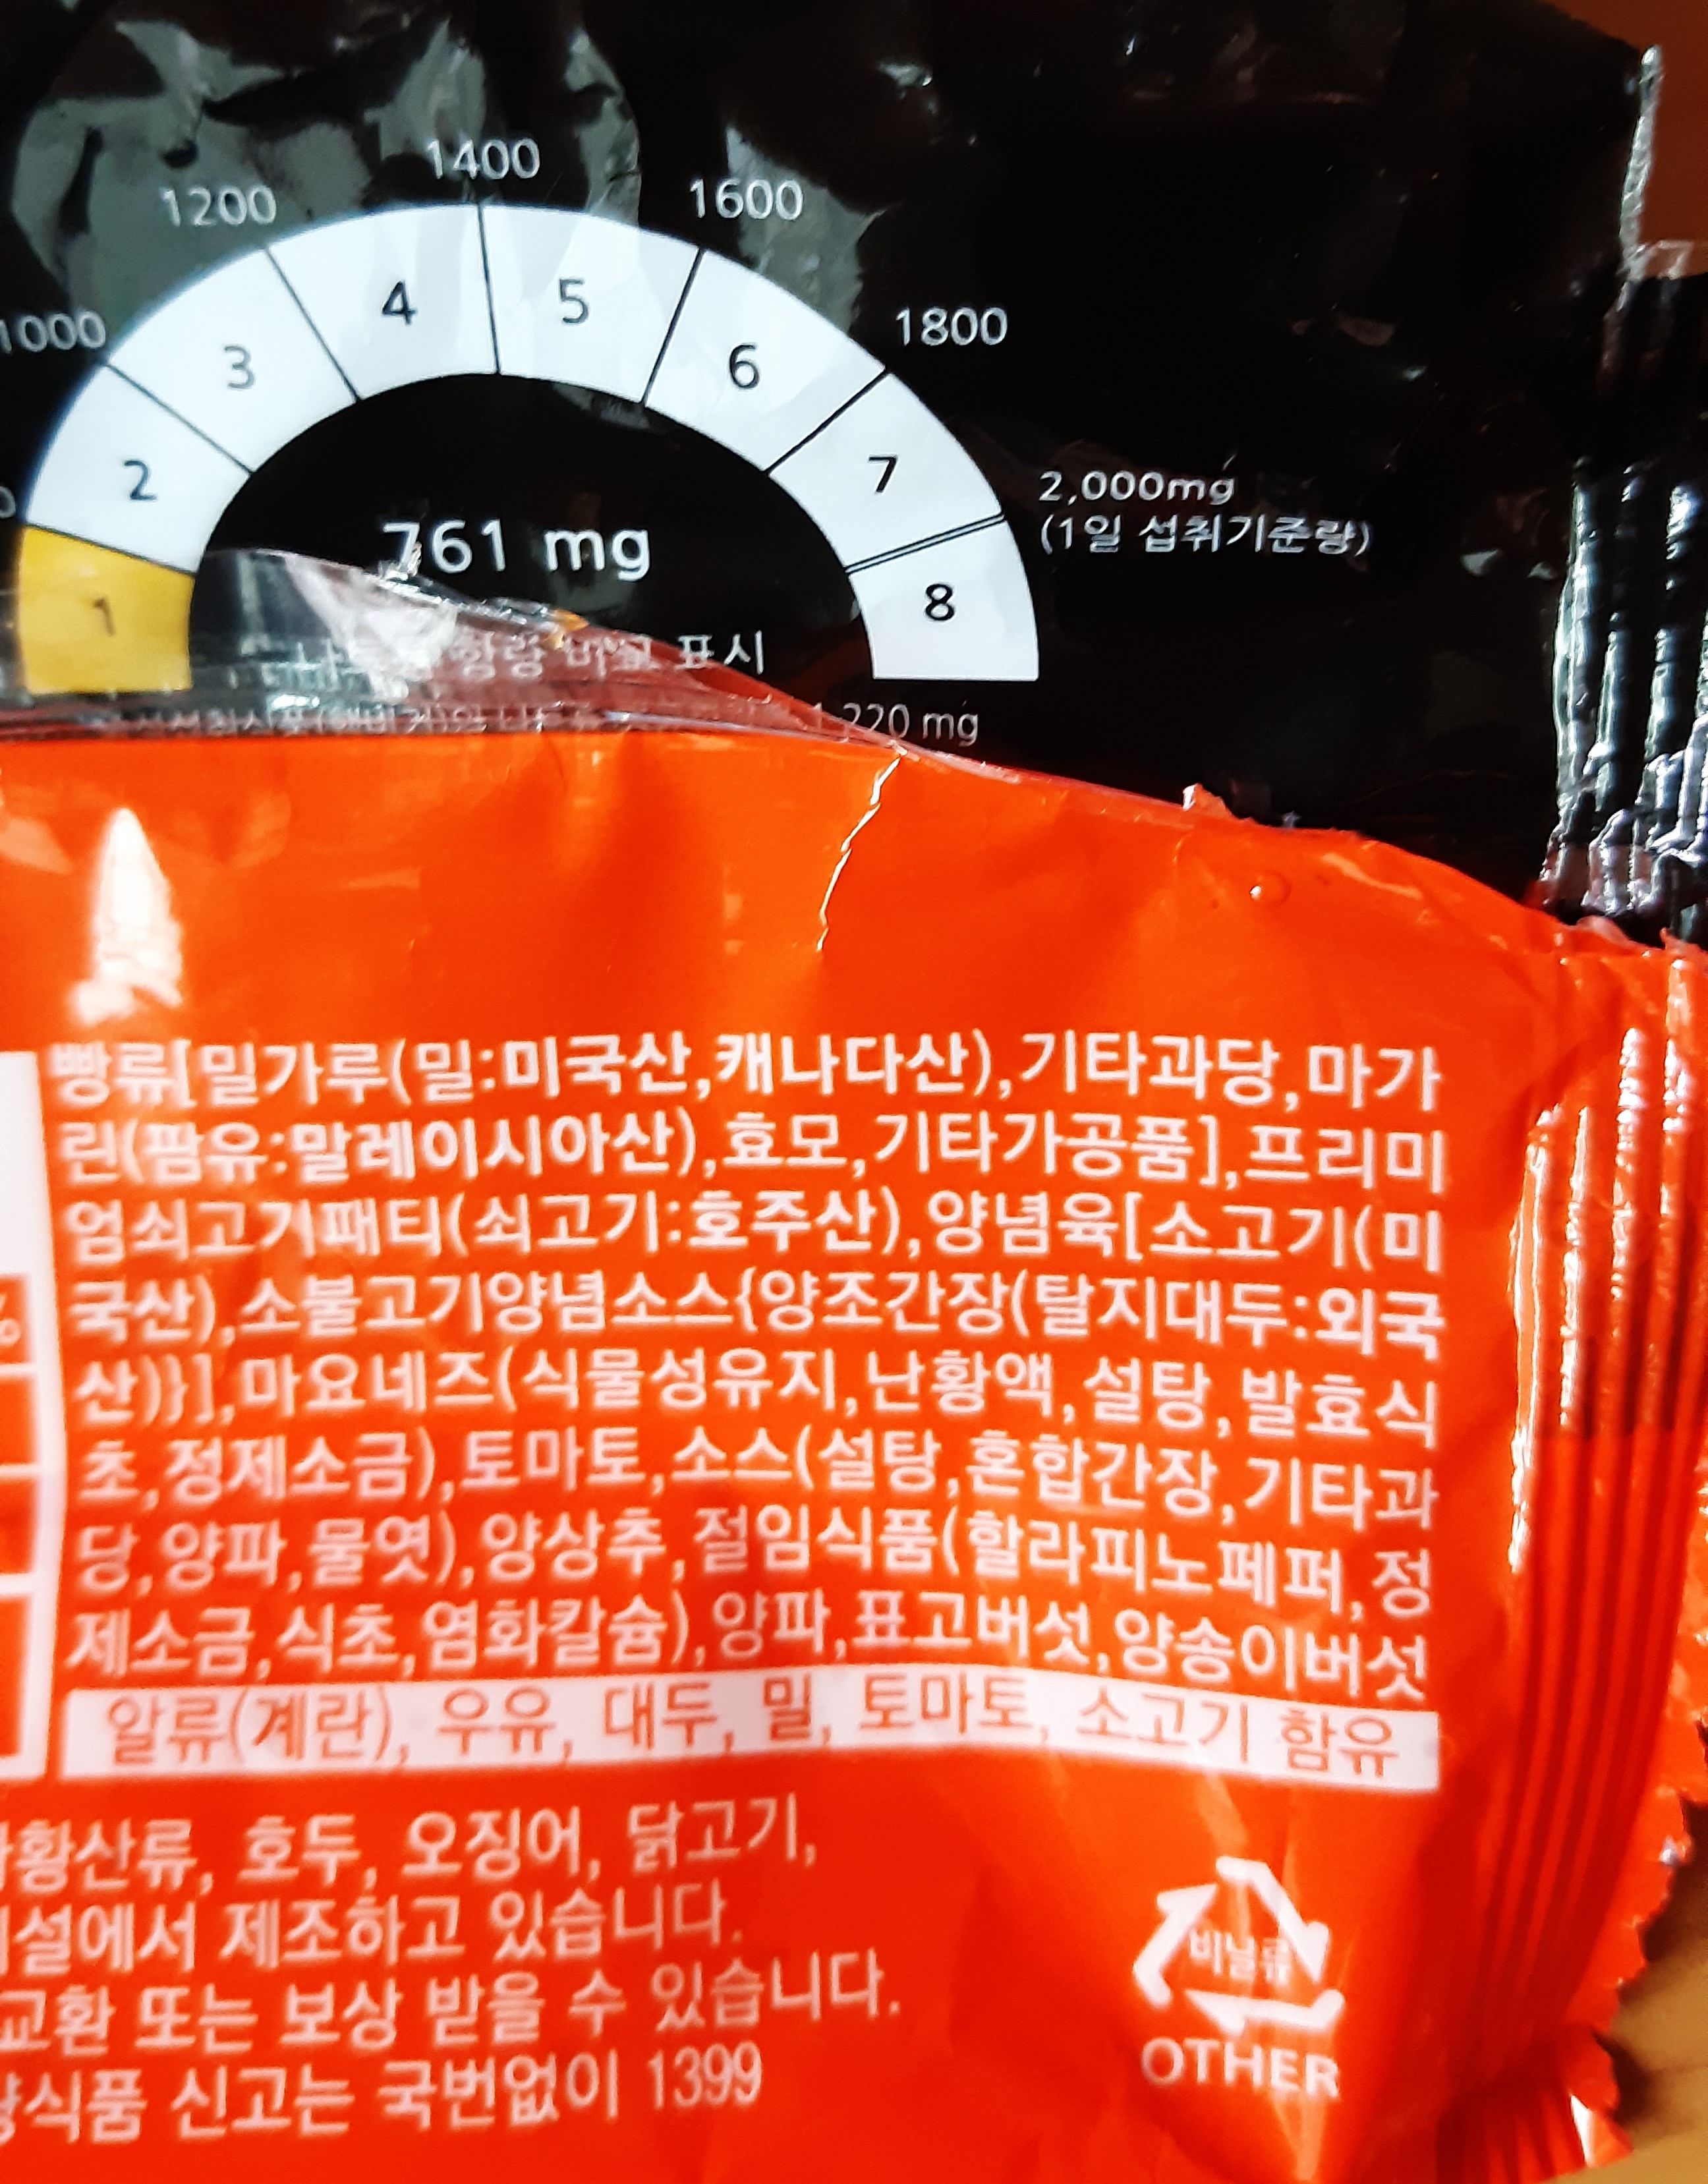 1400
1200
1600
1000
1800
4
5
3
6
2
7
2,000mg
(1일 섭취기준량)
761 mg
1
8
함량 비교 표시
220 mg
빵류[밀가루(밀:미국산,캐나다산),기타과당,마가
린(팜유:말레이시아산),효모,기타가공품],프리미
엄쇠고기패티(쇠고기:호주산),양념육[소고기(미
국산),소불고기양념소스{양조간장(탈지대두:외국
산)}],마요네즈(식물성유지,난황액,설탕,발효식
초,정제소금),토마토,소스(설탕,혼합간장,기타과
당,양파,물엿),양상추,절임식품(할라피노페퍼,정
제소금,식초,염화칼슘),양파,표고버섯,양송이버섯
알류(계란), 우유, 대두, 밀, 토마토, 소고기 함유
황산류, 호두, 오징어, 닭고기,
설에서 제조하고 있습니다.
교환 또는 보상 받을 수 있습니다.
식품 신고는 국번없이 1399
비닐류
OTHER
%